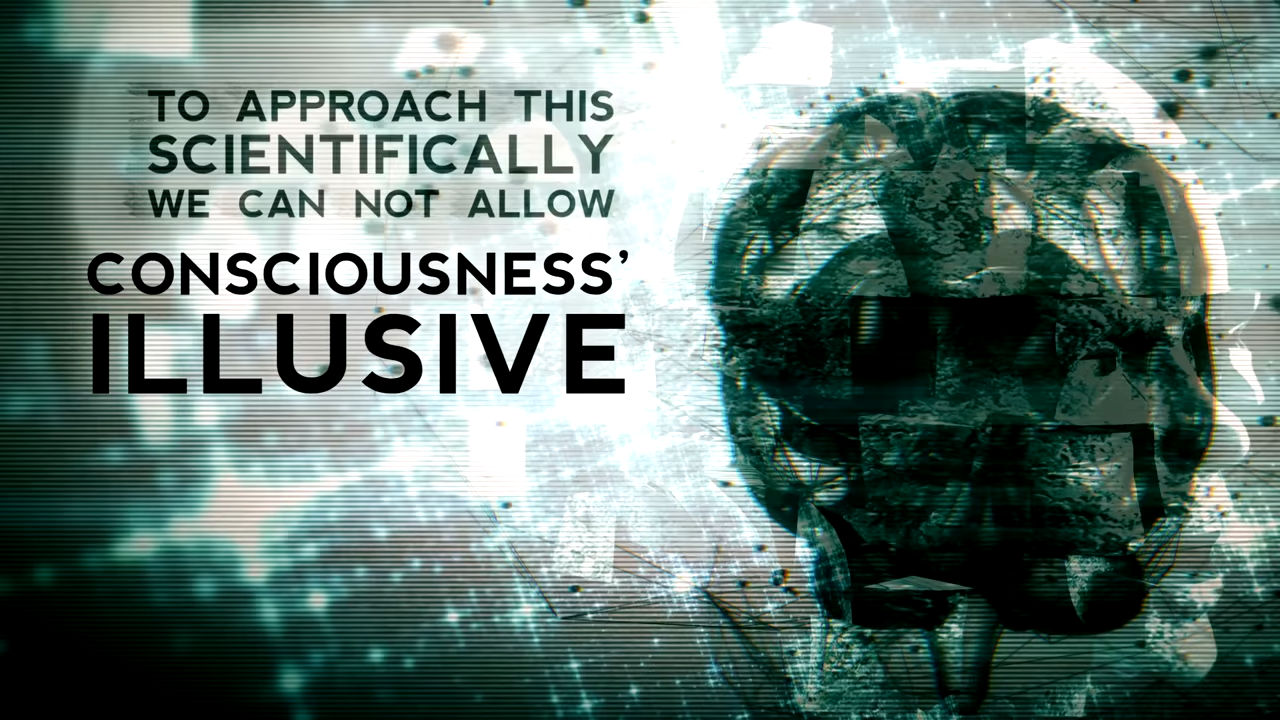 TO APPROACH THIS
SCIENTIFICALLY
WE CAN NOT ALLOW
CONSCIOUSNESS’
ILLUSIVE